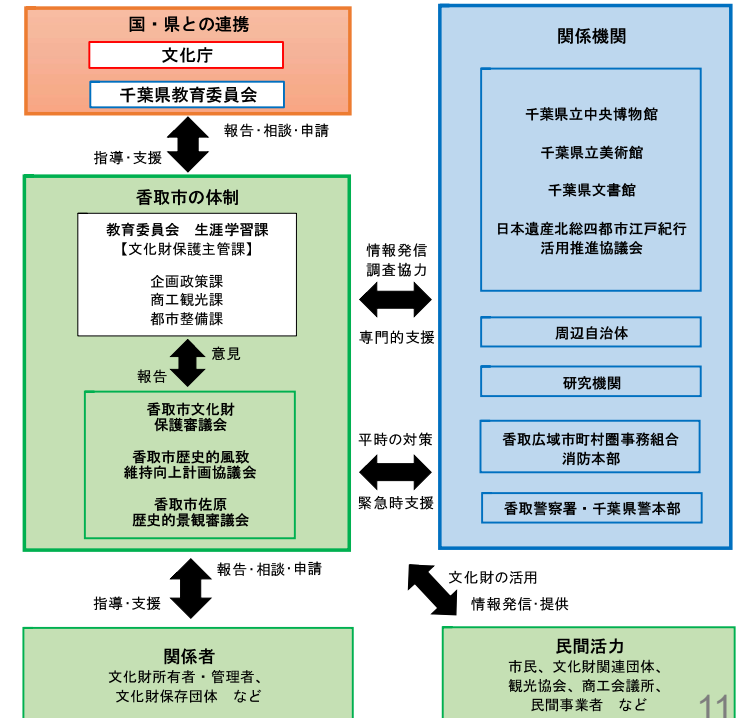 国・県との連携
文化庁
千葉県教育委員会
報告・相談・申請
指導・支援
香取市の体制
教育委員会　生涯学習課
【文化財保護主管課】
企画政策課
商工観光課
都市整備課
意見
報告
香取市文化財
保護審議会
香取市歴史的風致
維持向上計画協議会
香取市佐原
歴史的景観審議会
情報発信
調査協力
専門的支援
平時の対策
緊急時支援
関係機関
千葉県立中央博物館
千葉県立美術館
千葉県文書館
日本遺産北総四都市江戸紀行
活用推進協議会
周辺自治体
研究機関
香取広域市町村圏事務組合
消防本部
香取警察署・千葉県警本部
報告・相談・申請
指導・支援
文化財の活用
情報発信・提供
関係者
文化財所有者・管理者、
文化財保存団体　など
民間活力
市民、文化財関連団体、
観光協会、商工会議所、
民間事業者　など
11